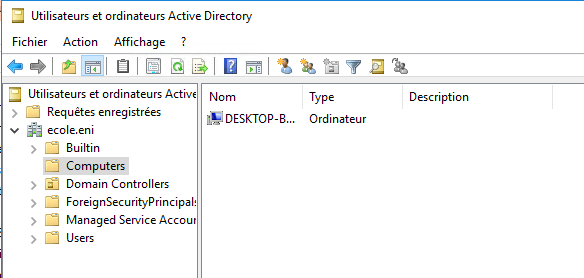 Utilisateurs et ordinateurs Active Directory
Fichier Action Affichage ?
Utilisateurs et ordinateurs Active
Requêtes enregistrées
ecole.eni
Builtin
Computers
Domain Controllers
ForeignSecurityPrincipals
Managed Service Accour
Users
Nom Type Description
DESKTOP-B... Ordinateur